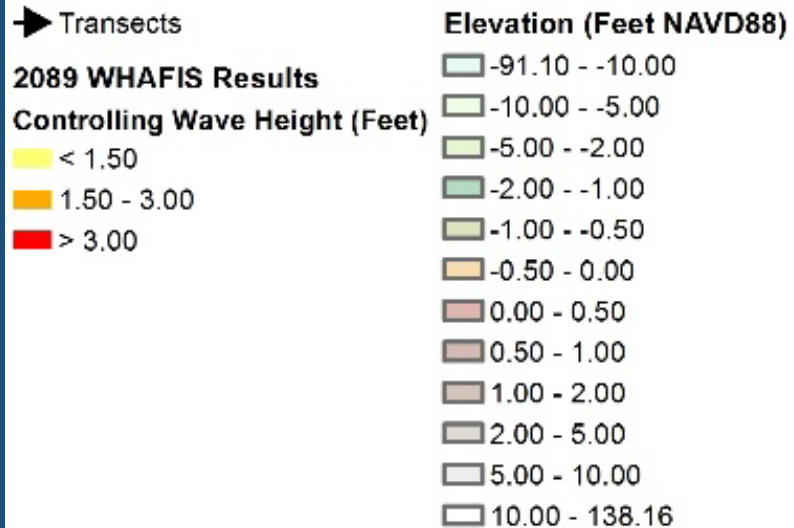 Transects
2089 WHAFIS Results
Controlling Wave Height (Feet)
< 1.50
1.50 - 3.00
> 3.00
Elevation (Feet NAVD88)
-91.10 - -10.00
-10.00 - -5.00
-5.00 - -2.00
-2.00 - -1.00
-1.00 - -0.50
-0.50 - 0.00
0.00 - 0.50
0.50 - 1.00
1.00 - 2.00
2.00 - 5.00
5.00 - 10.00
10.00 - 138.16